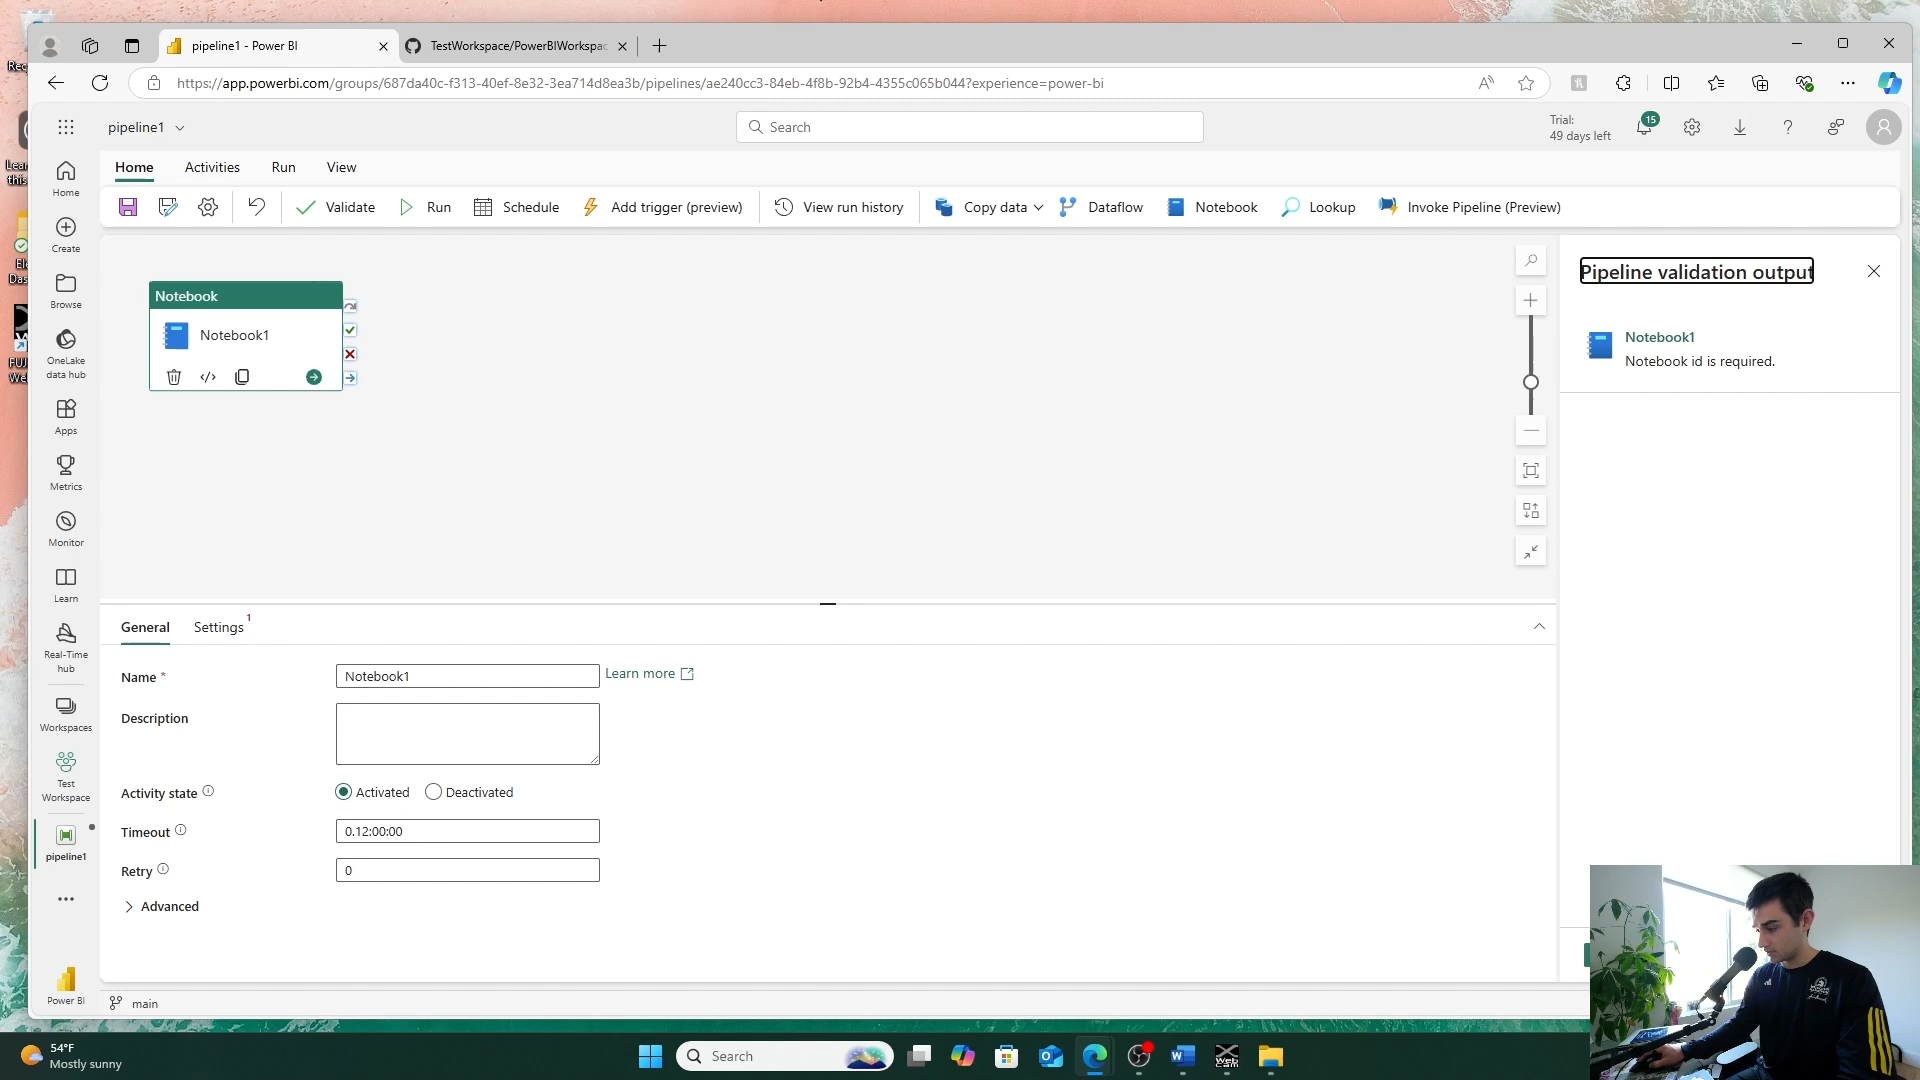 pipeline1 - Power BI
TestWorkspace/PowerBIWorkspac
https://app.powerbi.com/groups/687da40c-f313-40ef-8e32-3ea714d8ea3b/pipelines/ae240cc3-84eb-4f8b-92b4-4355c065b044?experience=power-bi
pipeline1
Search
Trial:
49 days left
15
Home
Activities
Run
View
Validate
Run
Schedule
Add trigger (preview)
View run history
Copy data
Dataflow
Notebook
Lookup
Invoke Pipeline (Preview)
Home
Create
Browse
OneLake
data hub
Apps
Metrics
Monitor
Learn
Real-Time
hub
Workspaces
Test
Workspace
pipeline1
Power BI
Notebook
Notebook1
Pipeline validation output
Notebook1
Notebook id is required.
General
Settings
1
Name *
Notebook1
Learn more
Description
Activity state
Activated
Deactivated
Timeout
0.12:00:00
Retry
0
Advanced
main
54°F
Mostly sunny
Search